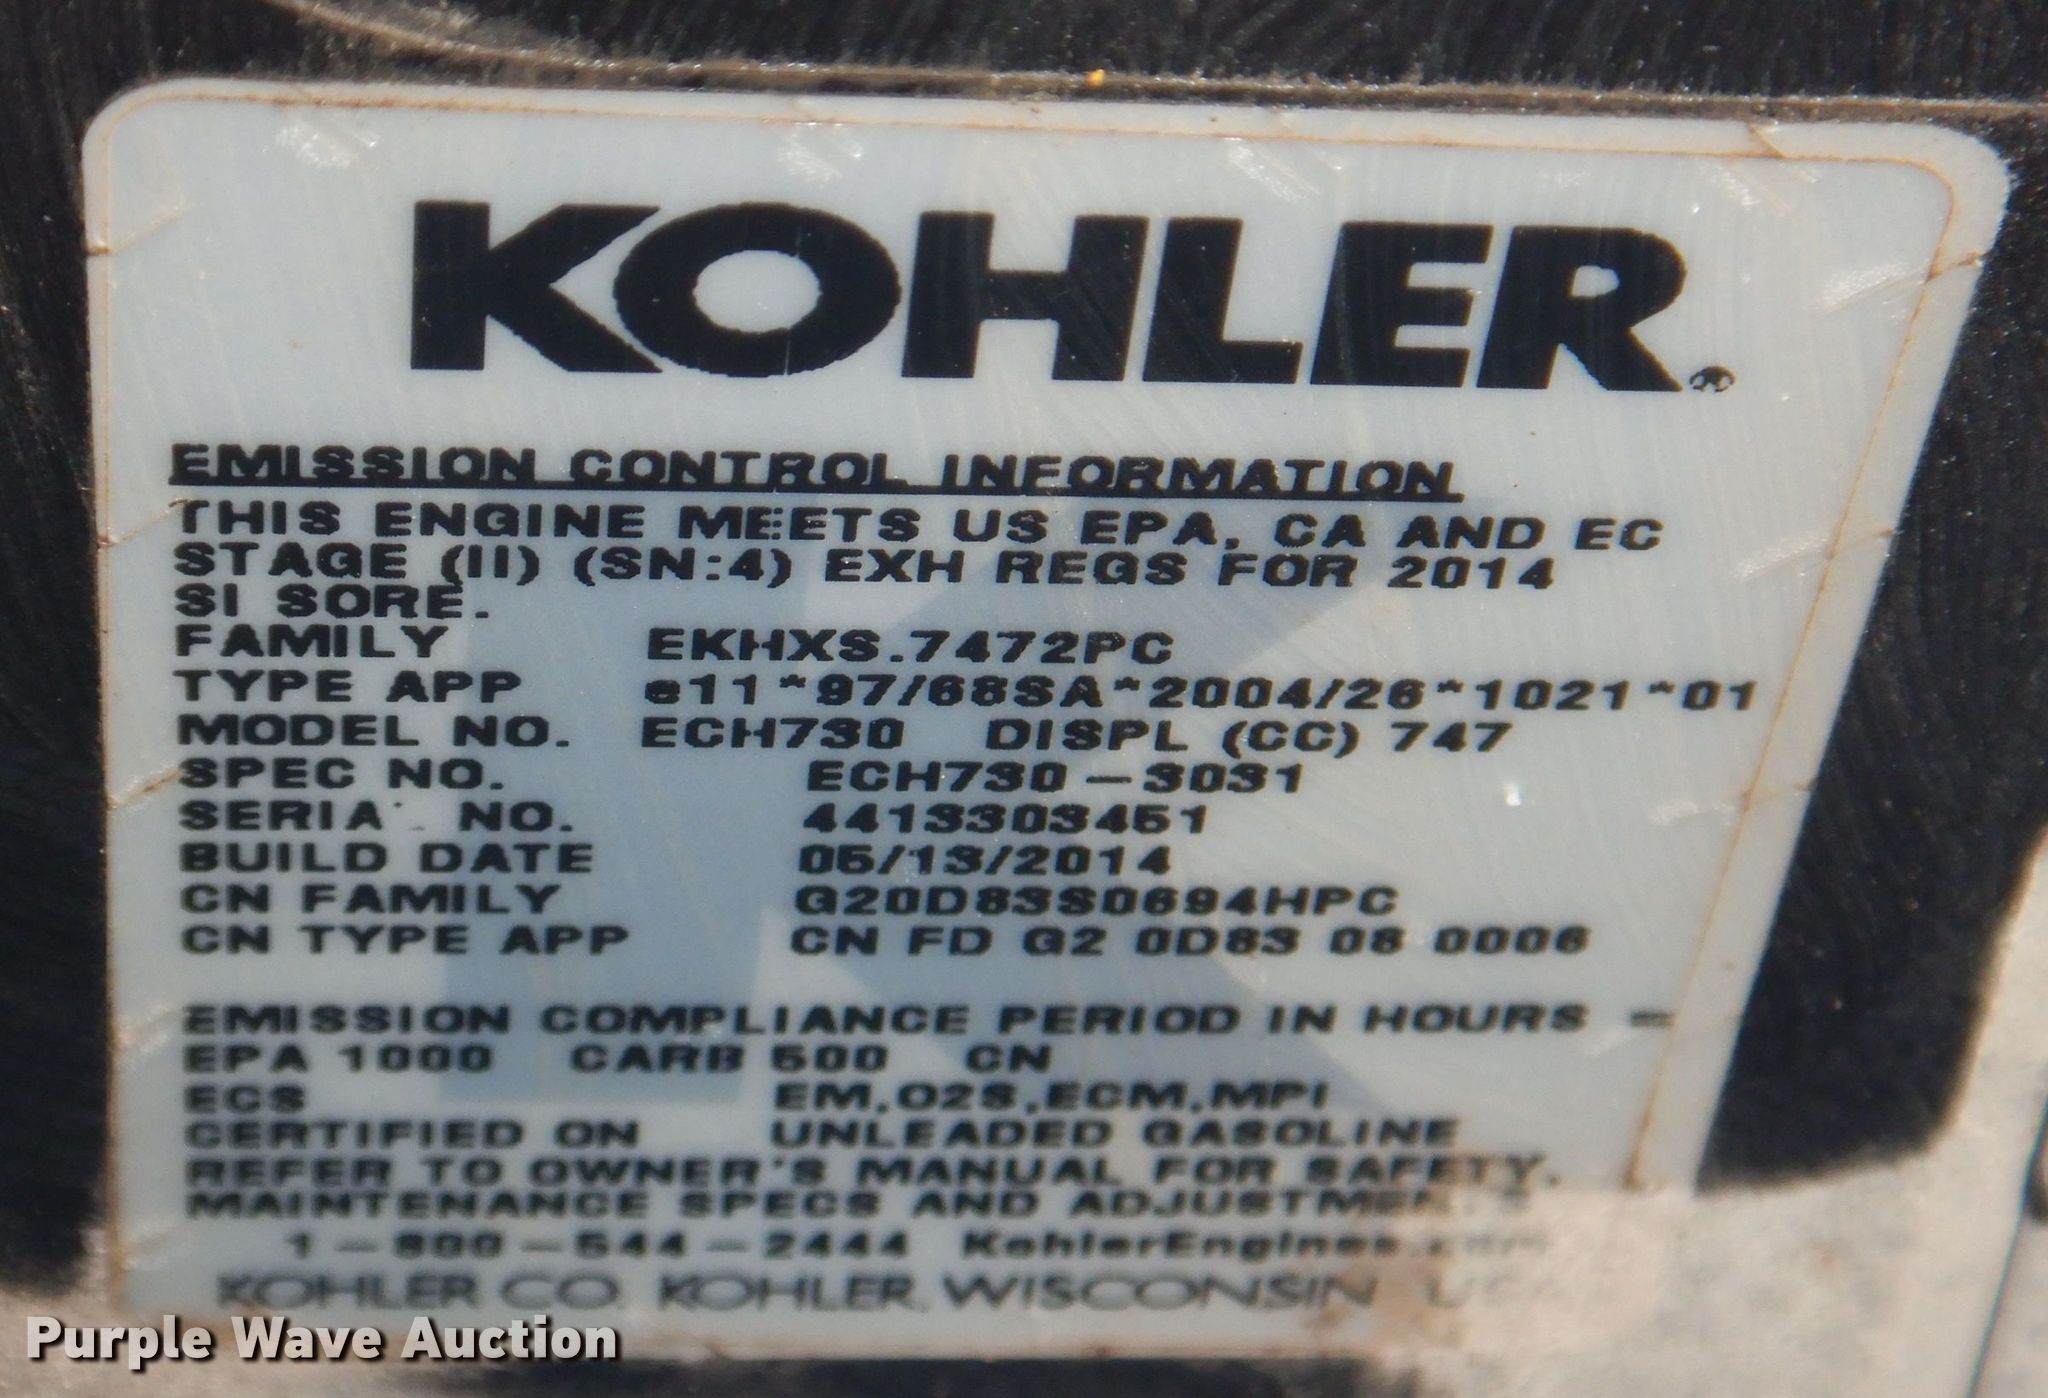 KOHLER®
EMISSION CONTROL INFORMATION
THIS ENGINE MEETS US EPA, CA AND EC
STAGE (II) (SN:4) EXH REGS FOR 2014
SI SORE.
FAMILY EKHXS.7472PC
TYPE APP e11*97/68SA*2004/26*1021*01
MODEL NO. ECH730 DISPL (CC) 747
SPEC NO. ECH730-3031
SERIAL NO. 4413303451
BUILD DATE 05/13/2014
CN FAMILY G20D83S0694HPC
CN TYPE APP CN FD G2 0D83 08 0006
EMISSION COMPLIANCE PERIOD IN HOURS -
EPA 1000 CARB 500 CN
ECS EM,O2S,ECM,MPI
CERTIFIED ON UNLEADED GASOLINE
REFER TO OWNER'S MANUAL FOR SAFETY,
MAINTENANCE SPECS AND ADJUSTMENTS
1-800-544-2444 KohlerEngines.com
KOHLER CO. KOHLER, WISCONSIN
Purple Wave Auction